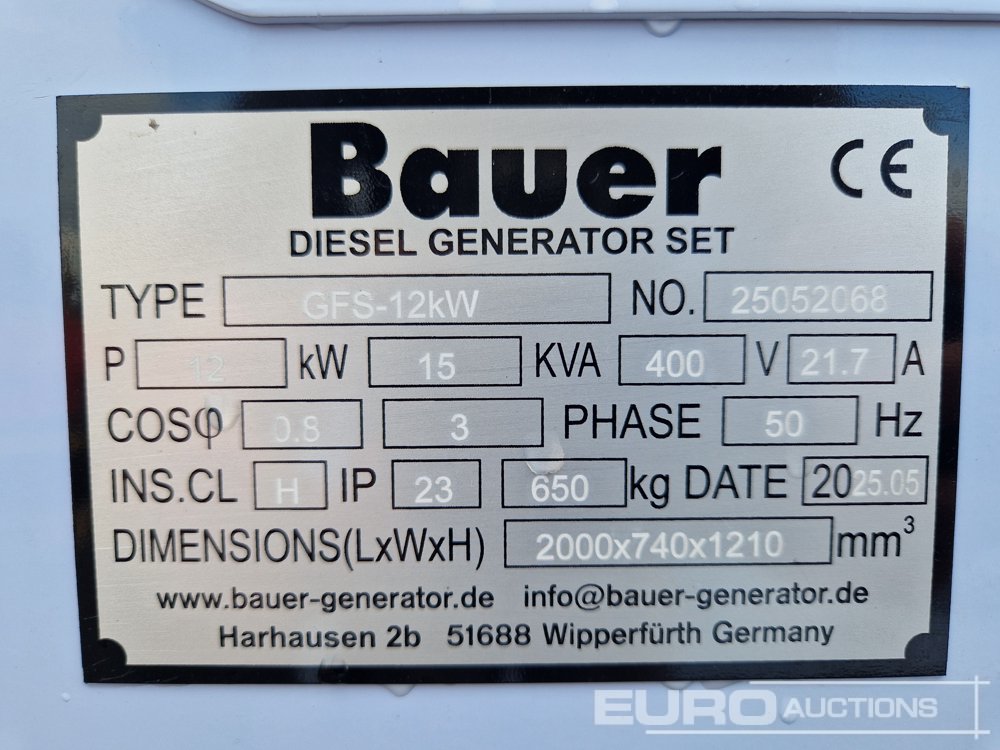 Bauer CE
DIESEL GENERATOR SET
TYPE GFS-12kW NO. 25052068
P 12 kW 15 KVA 400 V 21.7 A
COSφ 0.8 3 PHASE 50 Hz
INS.CL H IP 23 650 kg DATE 2025.05
DIMENSIONS(LxWxH) 2000x740x1210 mm³
www.bauer-generator.de info@bauer-generator.de
Harhausen 2b 51688 Wipperfürth Germany
EURO AUCTIONS